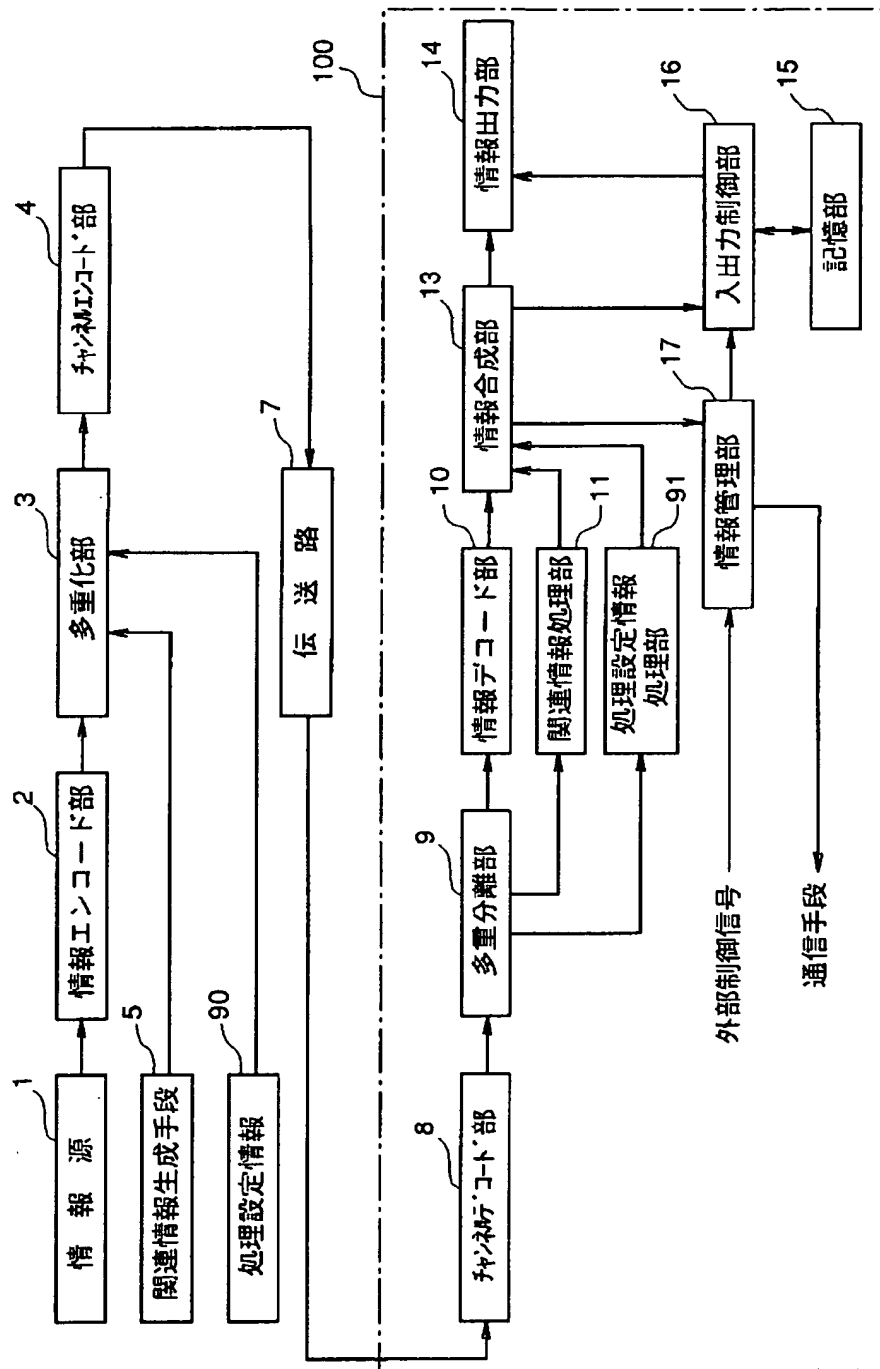 1
情報源
2
情報エンコード部
3
多重化部
4
チャンネルエンコード部
5
関連情報生成手段
90
処理設定情報
7
伝送路
100
8
チャンネルデコード部
9
多重分離部
10
情報デコード部
11
関連情報処理部
91
処理設定情報
処理部
13
情報合成部
14
情報出力部
16
入出力制御部
15
記憶部
17
情報管理部
外部制御信号
通信手段